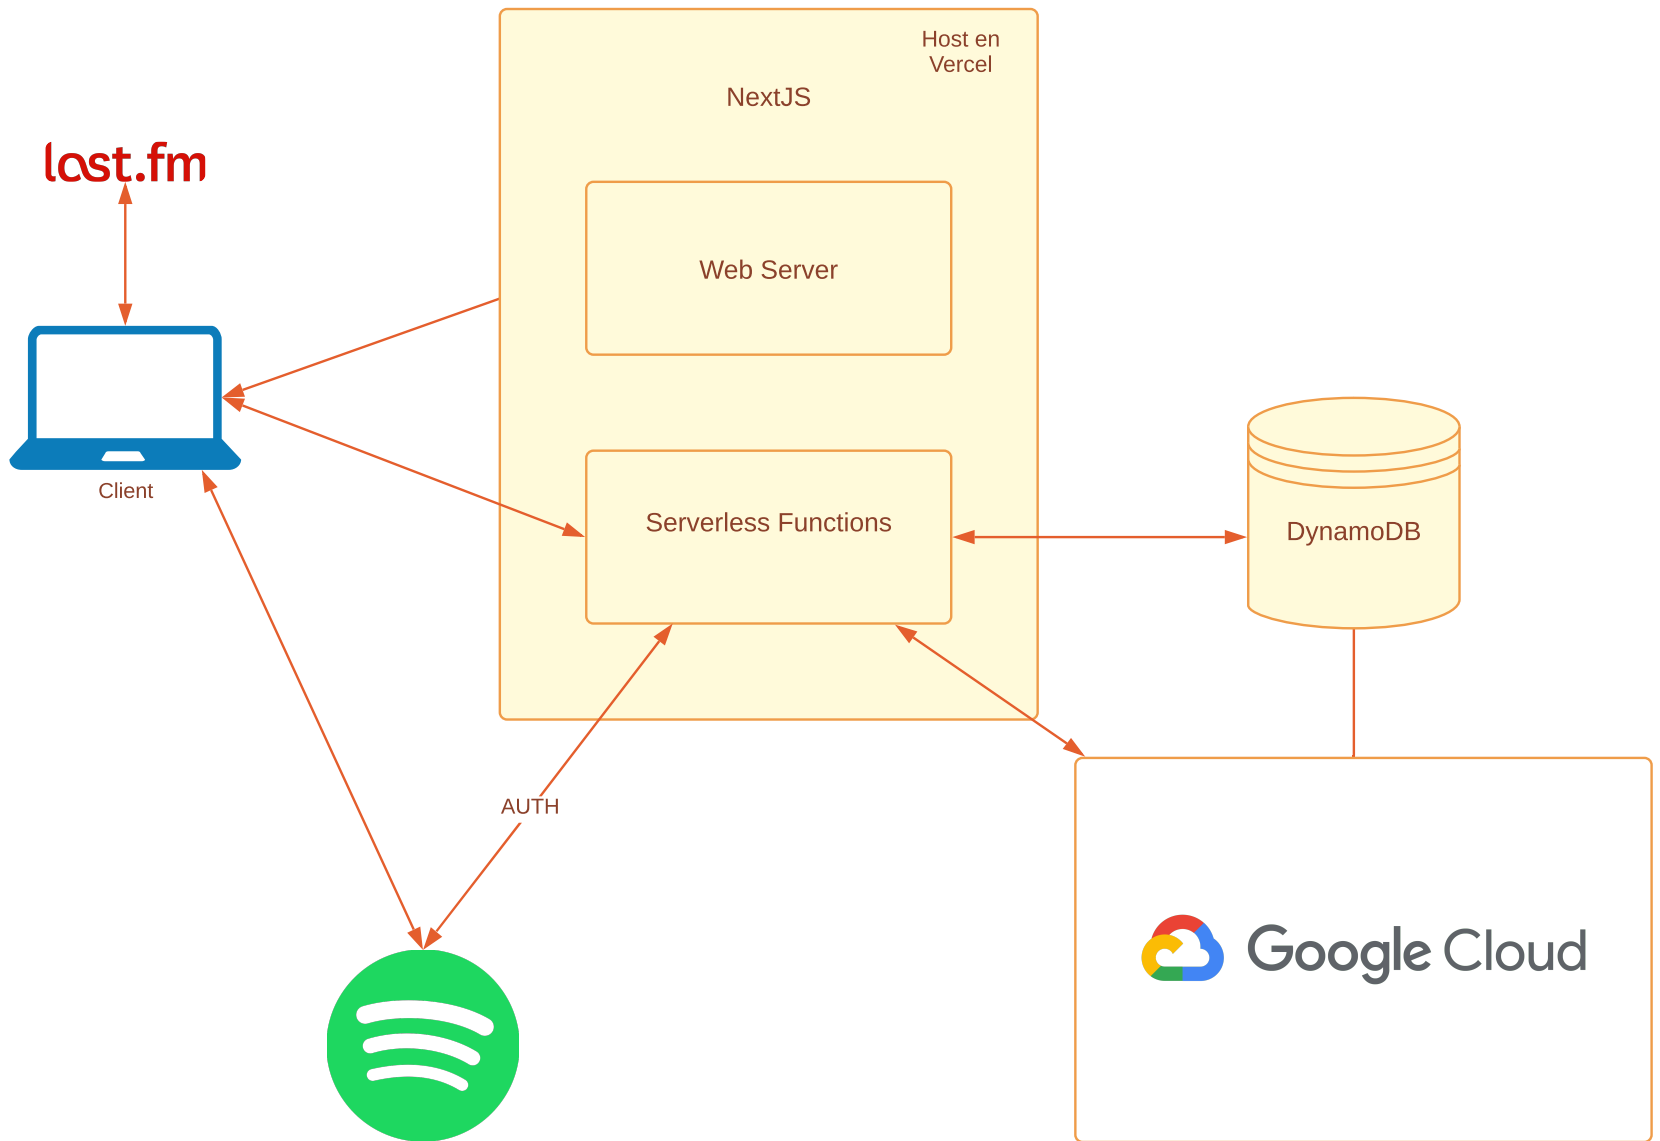 Host en
Vercel
NextJS
last.fm
Web Server
Client
Serverless Functions
DynamoDB
AUTH
Google Cloud